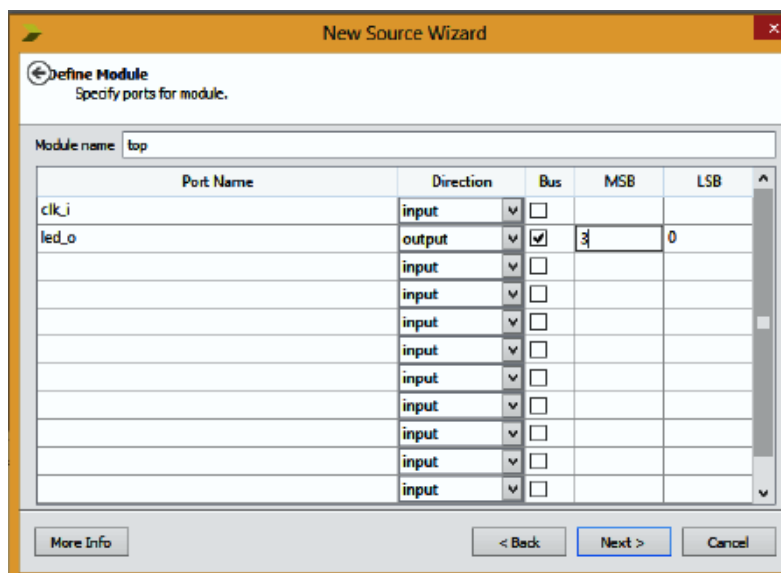 New Source Wizard
Define Module
Specify ports for module.
Module name top
Port Name Direction Bus MSB LSB
clk_i input
led_o output 3 0
input
input
input
input
input
input
input
input
input
More Info < Back Next > Cancel